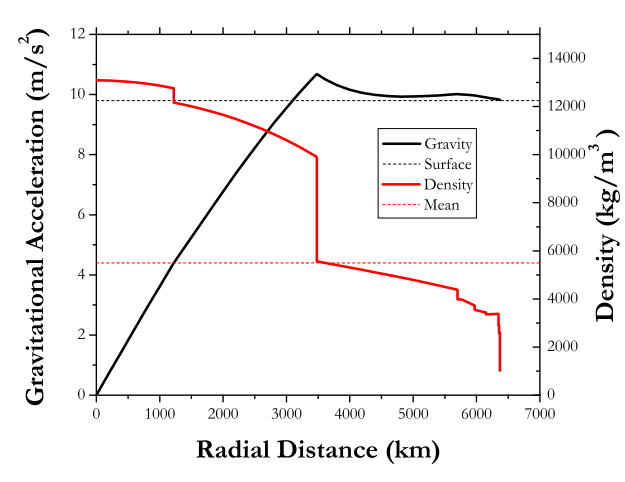 Gravitational Acceleration (m/s²)
12
10
8
6
4
2
0
Gravity
Surface
Density
Mean
14000
12000
10000
8000
6000
4000
2000
0
Density (kg/m³)
0 1000 2000 3000 4000 5000 6000 7000
Radial Distance (km)